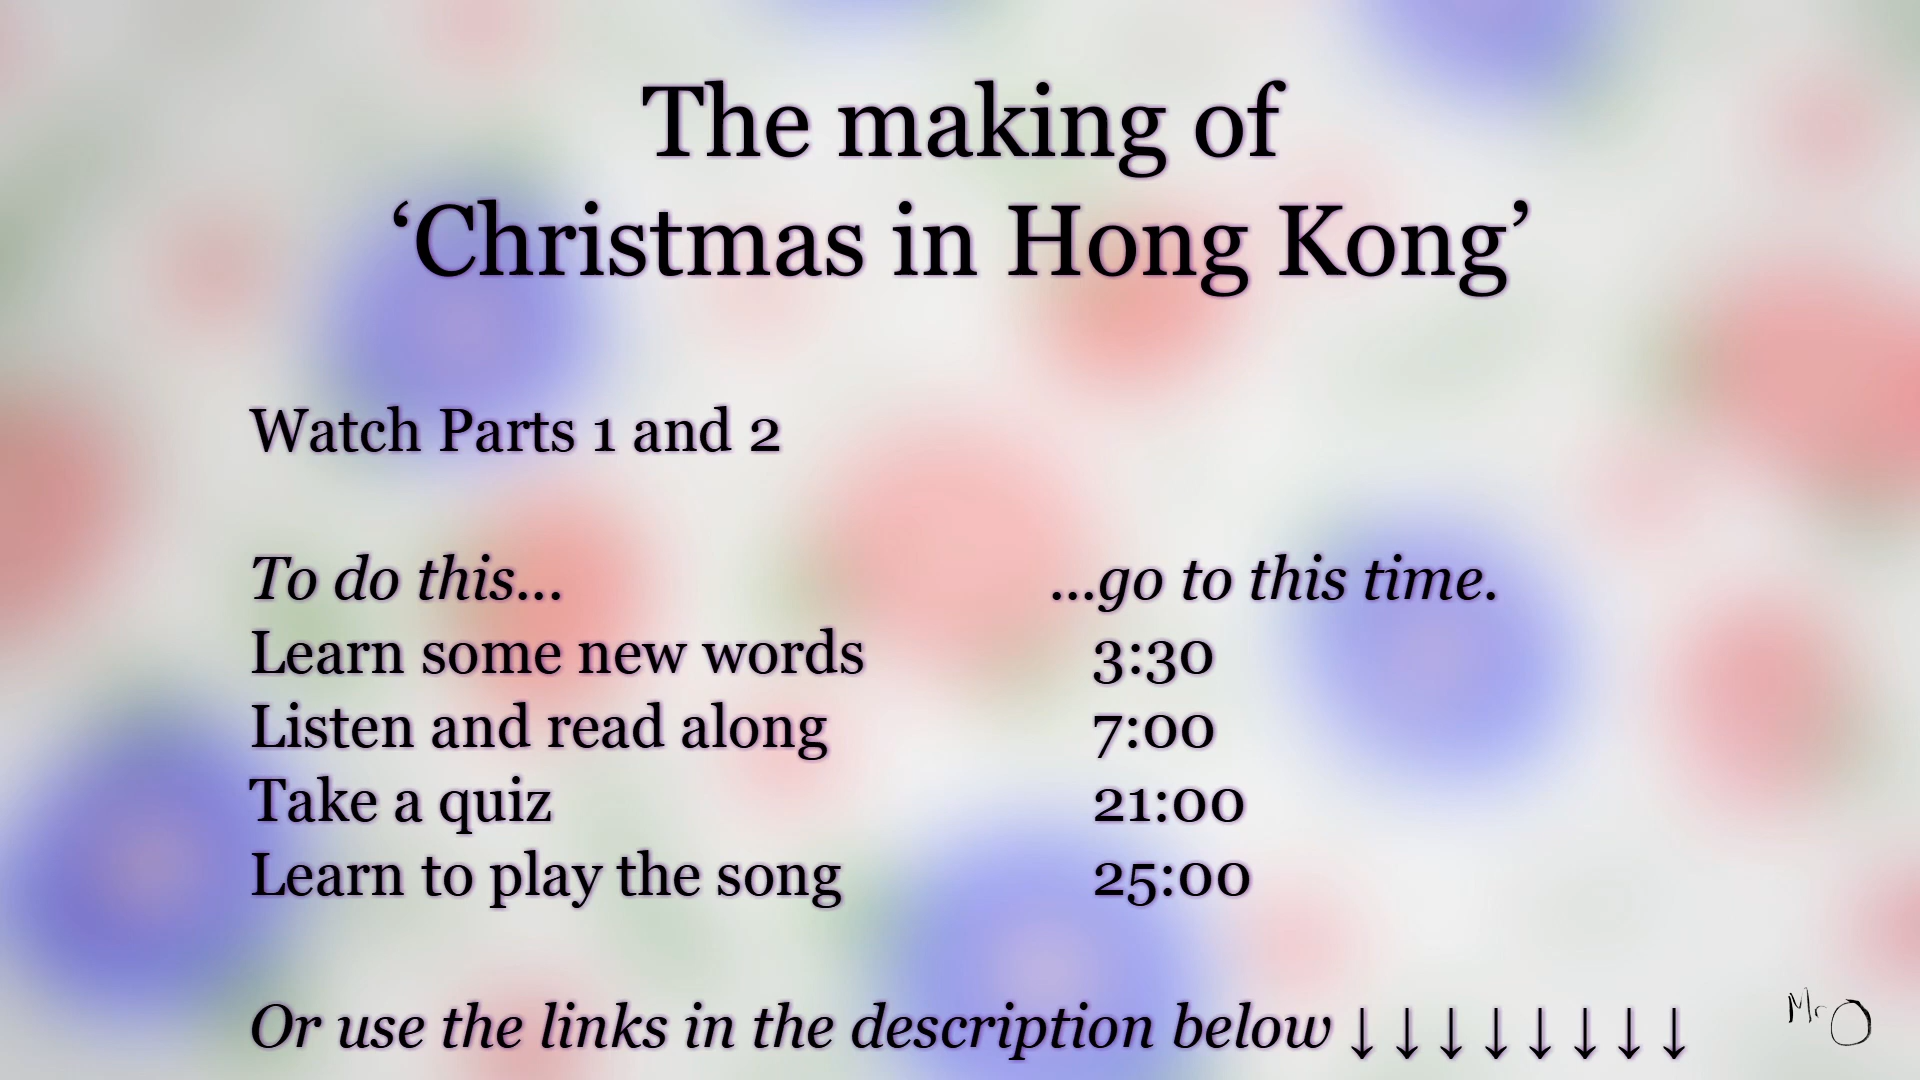 The making of
‘Christmas in Hong Kong’
Watch Parts 1 and 2
To do this... ...go to this time.
Learn some new words 3:30
Listen and read along 7:00
Take a quiz 21:00
Learn to play the song 25:00
Or use the links in the description below ↓ ↓ ↓ ↓ ↓ ↓ ↓ ↓
Mr O